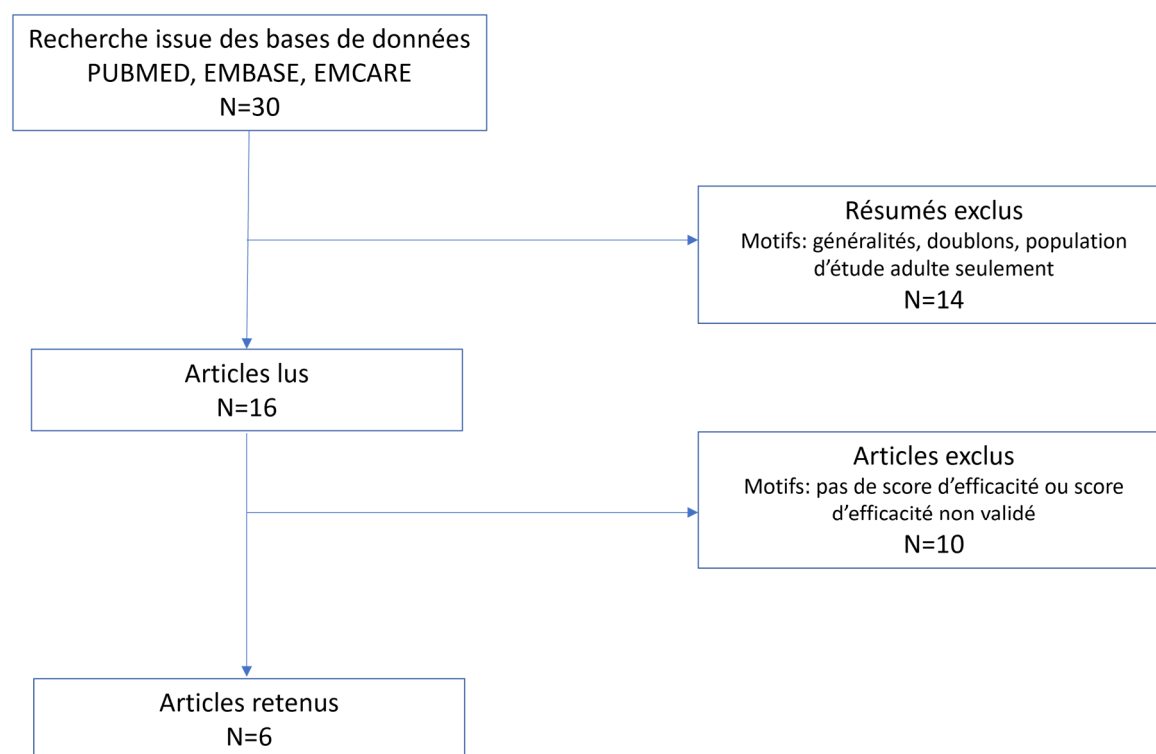 Recherche issue des bases de données
PUBMED, EMBASE, EMCARE
N=30
Résumés exclus
Motifs: généralités, doublons, population
d'étude adulte seulement
N=14
Articles lus
N=16
Articles exclus
Motifs: pas de score d'efficacité ou score
d'efficacité non validé
N=10
Articles retenus
N=6